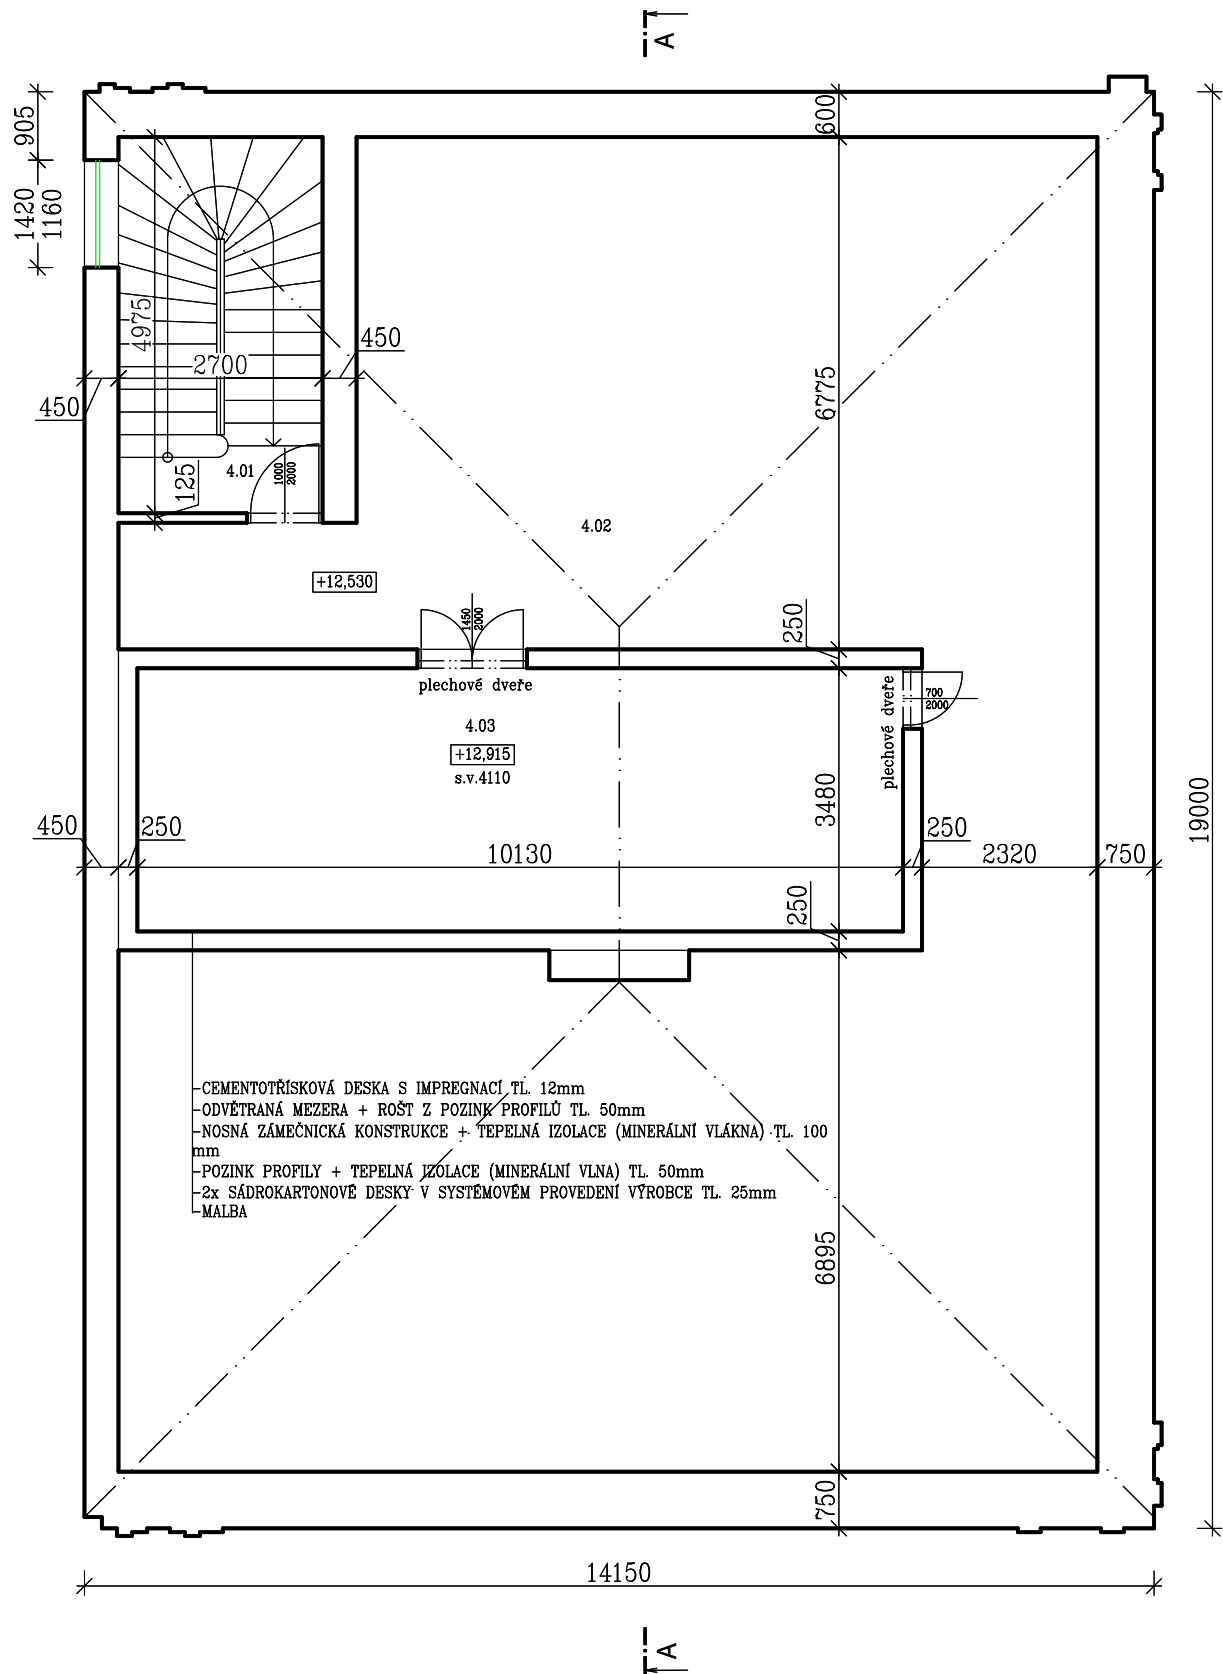 A
905
600
1420
1160
4975
450
2700
450
6775
4.01
1000
2000
125
4.02
+12,530
1450
2000
250
plechové dveře
plechové dveře
700
2000
4.03
+12,915
s.v.4110
3480
19000
450
250
250
10130
2320
750
250
-CEMENTOTŘÍSKOVÁ DESKA S IMPREGNACÍ TL. 12mm
-ODVĚTRANÁ MEZERA + ROŠT Z POZINK PROFILŮ TL. 50mm
-NOSNÁ ZÁMEČNICKÁ KONSTRUKCE + TEPELNÁ IZOLACE (MINERÁLNÍ VLÁKNA) TL. 100
mm
-POZINK PROFILY + TEPELNÁ IZOLACE (MINERÁLNÍ VLNA) TL. 50mm
-2x SÁDROKARTONOVÉ DESKY V SYSTÉMOVÉM PROVEDENÍ VÝROBCE TL. 25mm
-MALBA
6895
750
14150
A